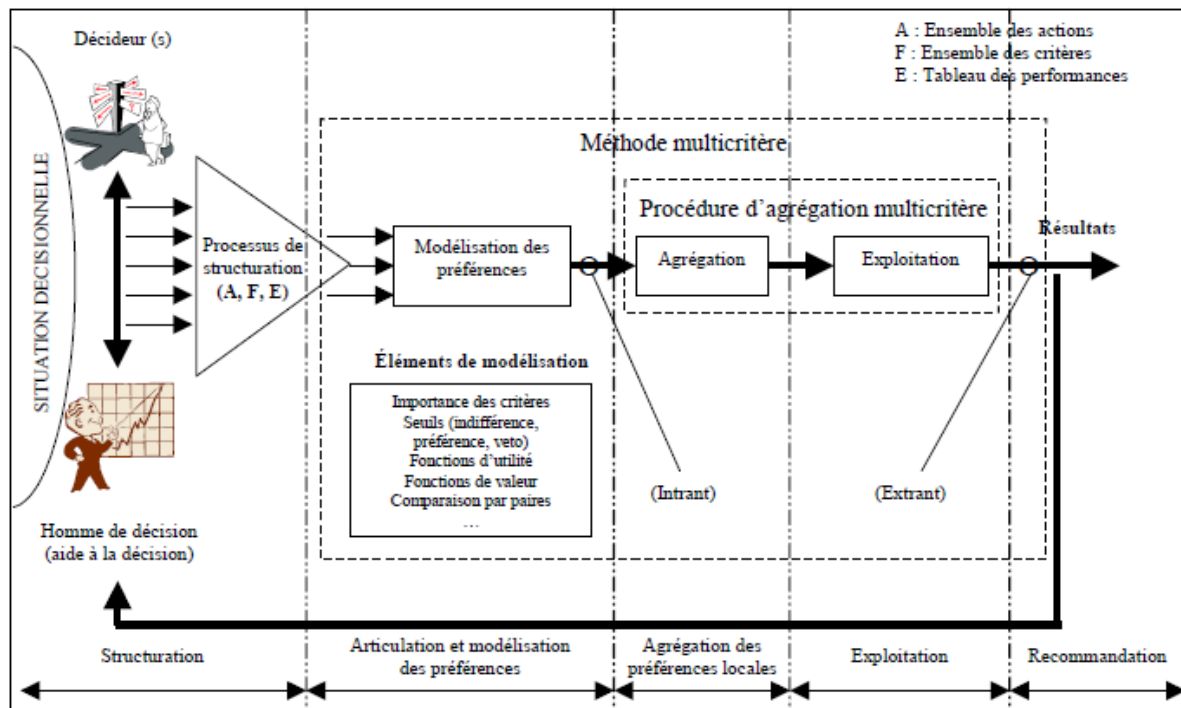 Décideur (s)
A : Ensemble des actions
F : Ensemble des critères
E : Tableau des performances
SITUATION DECISIONNELLE
?
Méthode multicritère
Procédure d'agrégation multicritère
Résultats
Processus de
structuration
(A, F, E)
Modélisation des
préférences
Agrégation
Exploitation
Éléments de modélisation
Importance des critères
Seuils (indifférence,
préférence, veto)
Fonctions d'utilité
Fonctions de valeur
Comparaison par paires
…
(Intrant)
(Extrant)
Homme de décision
(aide à la décision)
Structuration
Articulation et modélisation
des préférences
Agrégation des
préférences locales
Exploitation
Recommandation